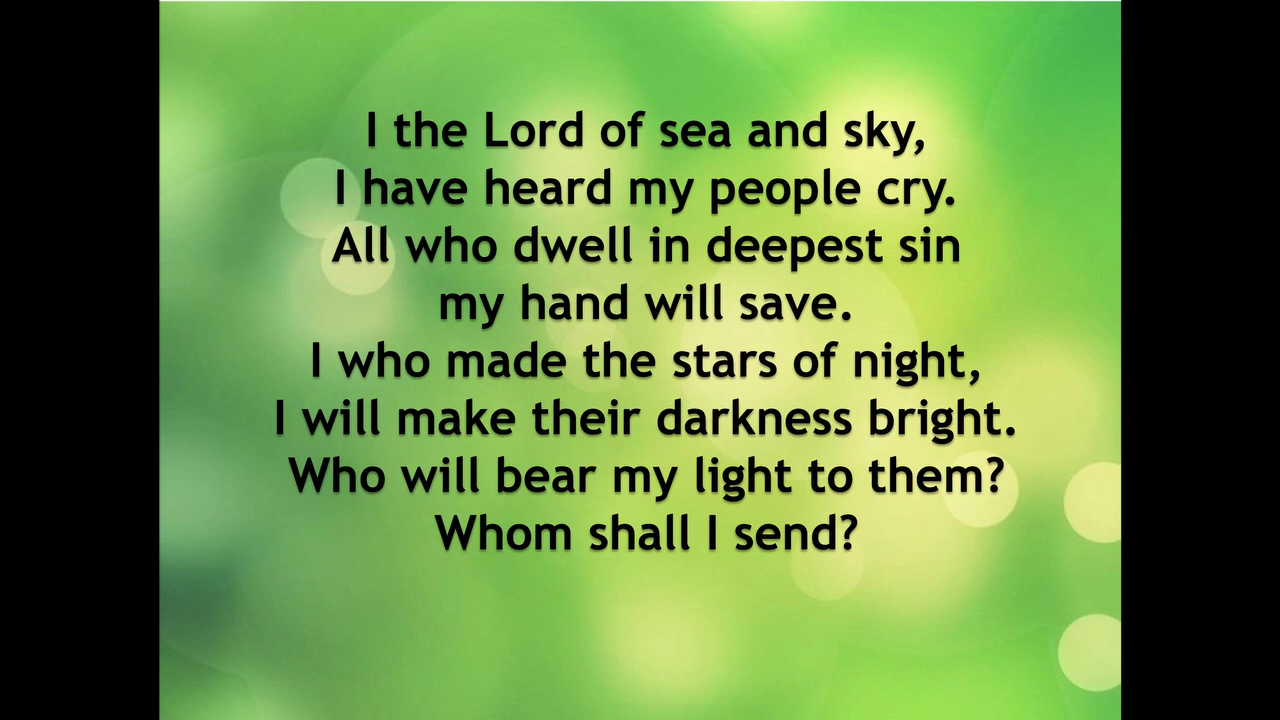 I the Lord of sea and sky,
I have heard my people cry.
All who dwell in deepest sin
my hand will save.
I who made the stars of night,
I will make their darkness bright.
Who will bear my light to them?
Whom shall I send?